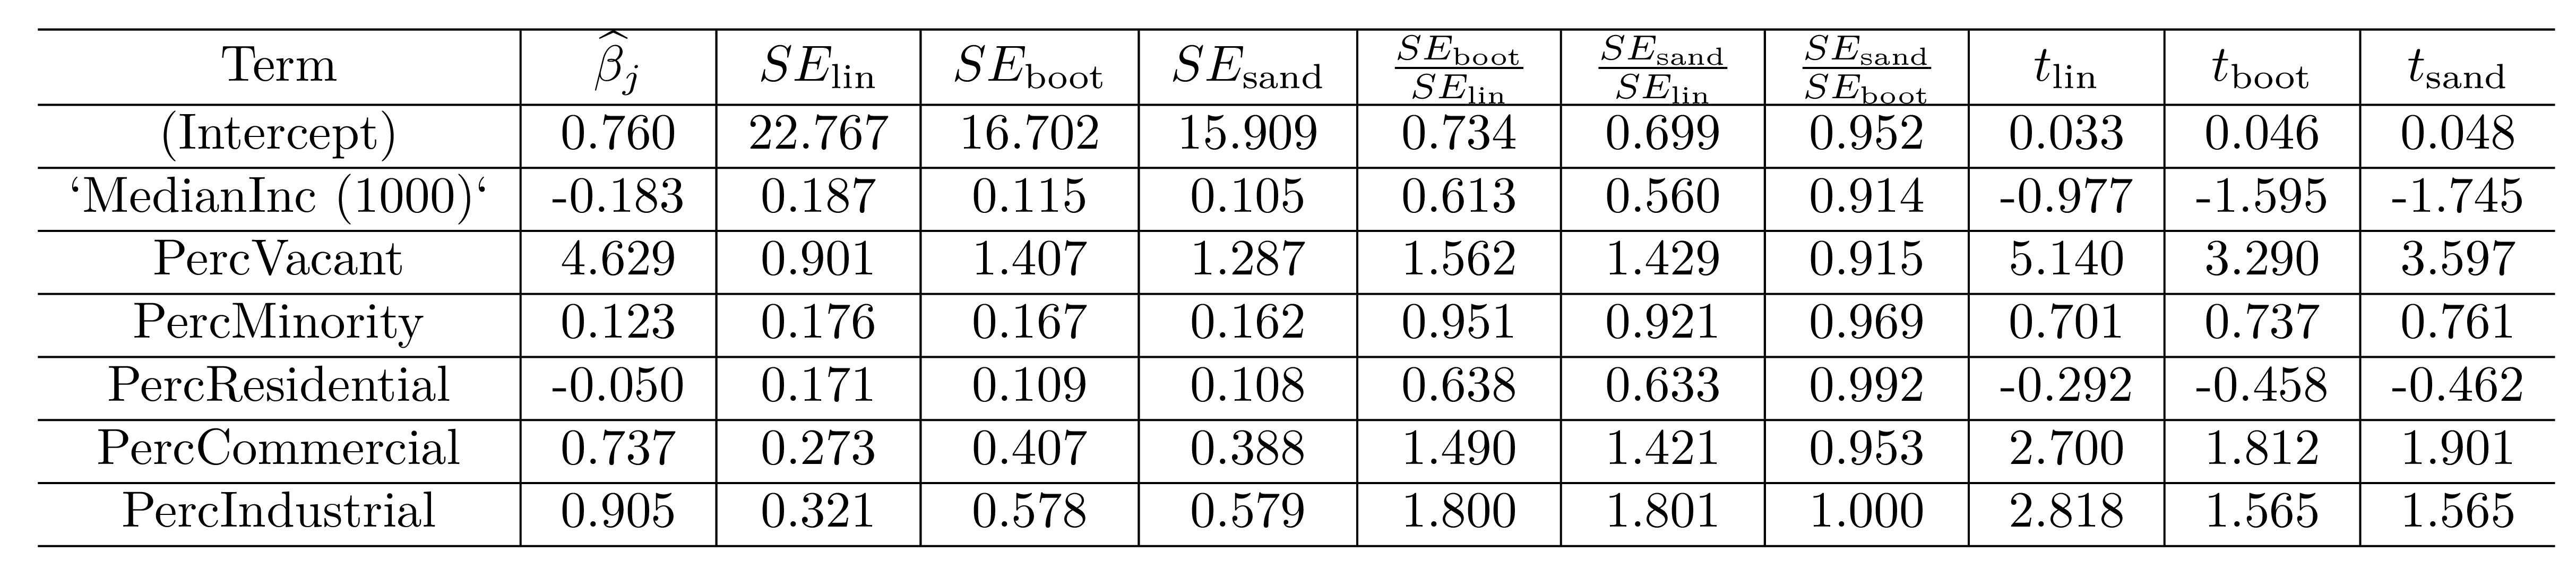 Term $\widehat{\beta}_j$ $SE_{\text{lin}}$ $SE_{\text{boot}}$ $SE_{\text{sand}}$ $\frac{SE_{\text{boot}}}{SE_{\text{lin}}}$ $\frac{SE_{\text{sand}}}{SE_{\text{lin}}}$ $\frac{SE_{\text{sand}}}{SE_{\text{boot}}}$ $t_{\text{lin}}$ $t_{\text{boot}}$ $t_{\text{sand}}$
(Intercept) 0.760 22.767 16.702 15.909 0.734 0.699 0.952 0.033 0.046 0.048
‘MedianInc (1000)‘ -0.183 0.187 0.115 0.105 0.613 0.560 0.914 -0.977 -1.595 -1.745
PercVacant 4.629 0.901 1.407 1.287 1.562 1.429 0.915 5.140 3.290 3.597
PercMinority 0.123 0.176 0.167 0.162 0.951 0.921 0.969 0.701 0.737 0.761
PercResidential -0.050 0.171 0.109 0.108 0.638 0.633 0.992 -0.292 -0.458 -0.462
PercCommercial 0.737 0.273 0.407 0.388 1.490 1.421 0.953 2.700 1.812 1.901
PercIndustrial 0.905 0.321 0.578 0.579 1.800 1.801 1.000 2.818 1.565 1.565